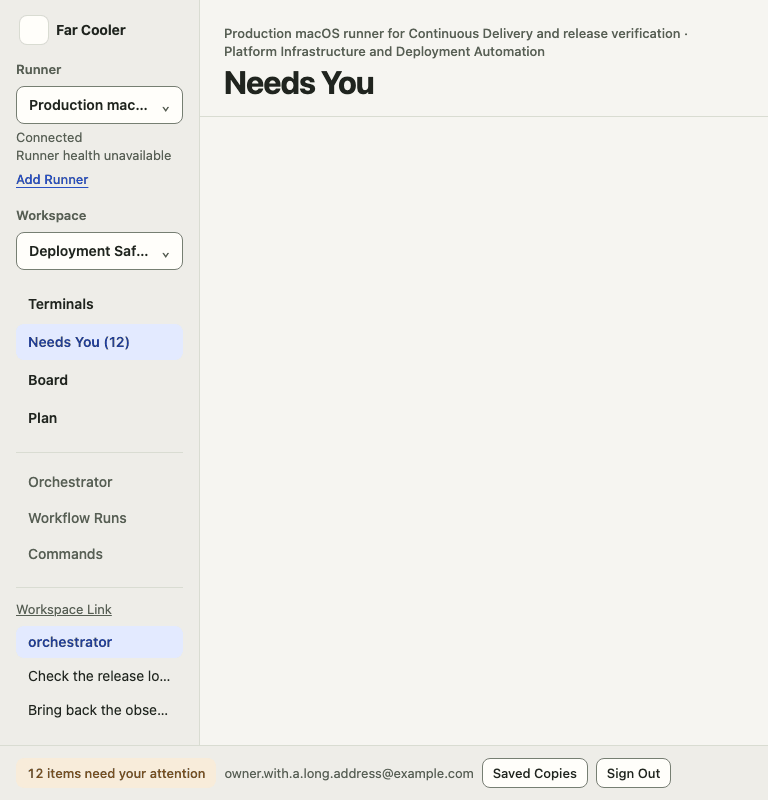 Far Cooler
Runner
Production mac...
Connected
Runner health unavailable
Add Runner
Workspace
Deployment Saf...
Terminals
Needs You (12)
Board
Plan
Orchestrator
Workflow Runs
Commands
Workspace Link
orchestrator
Check the release lo...
Bring back the obse...
Production macOS runner for Continuous Delivery and release verification ·
Platform Infrastructure and Deployment Automation
Needs You
12 items need your attention
owner.with.a.long.address@example.com
Saved Copies
Sign Out